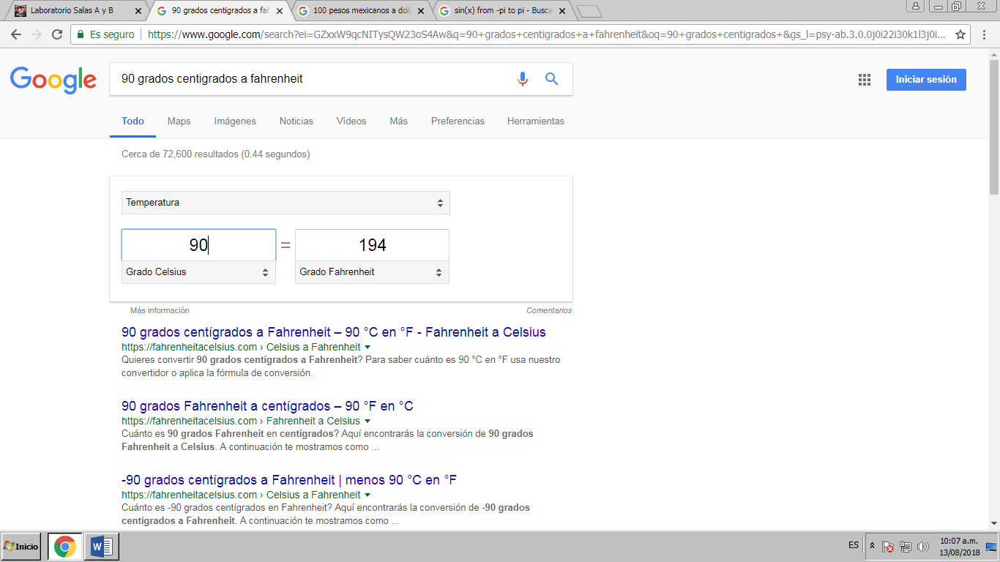 Laboratorio Salas A y B
90 grados centigrados a fah
100 pesos mexicanos a dola
sin(x) from -pi to pi - Busca
Es seguro
https://www.google.com/search?ei=GZxxW9qcNITysQW23oS4Aw&q=90+grados+centigrados+a+fahrenheit&oq=90+grados+centigrados+&gs_l=psy-ab.3.0.0j0i22i30k1l3j0i...
Google
90 grados centigrados a fahrenheit
Iniciar sesión
Todo Maps Imágenes Noticias Vídeos Más Preferencias Herramientas
Cerca de 72,600 resultados (0.44 segundos)
Temperatura
90 = 194
Grado Celsius Grado Fahrenheit
Más información Comentarios
90 grados centígrados a Fahrenheit – 90 °C en °F - Fahrenheit a Celsius
https://fahrenheitacelsius.com › Celsius a Fahrenheit
Quieres convertir 90 grados centígrados a Fahrenheit? Para saber cuánto es 90 °C en °F usa nuestro
convertidor o aplica la fórmula de conversión.
90 grados Fahrenheit a centígrados – 90 °F en °C
https://fahrenheitacelsius.com › Fahrenheit a Celsius
Cuánto es 90 grados Fahrenheit en centígrados? Aquí encontrarás la conversión de 90 grados
Fahrenheit a Celsius. A continuación te mostramos como ...
-90 grados centígrados a Fahrenheit | menos 90 °C en °F
https://fahrenheitacelsius.com › Celsius a Fahrenheit
Cuánto es -90 grados centígrados en Fahrenheit? Aquí encontrarás la conversión de -90 grados
centígrados a Fahrenheit. A continuación te mostramos como ...
Inicio
ES
10:07 a.m.
13/08/2018